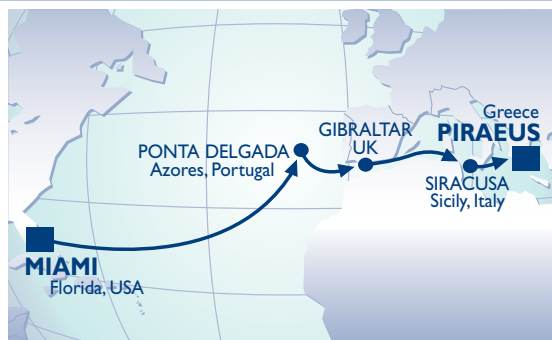 Greece
PIRAEUS
GIBRALTAR
UK
PONTA DELGADA
Azores, Portugal
SIRACUSA
Sicily, Italy
MIAMI
Florida, USA